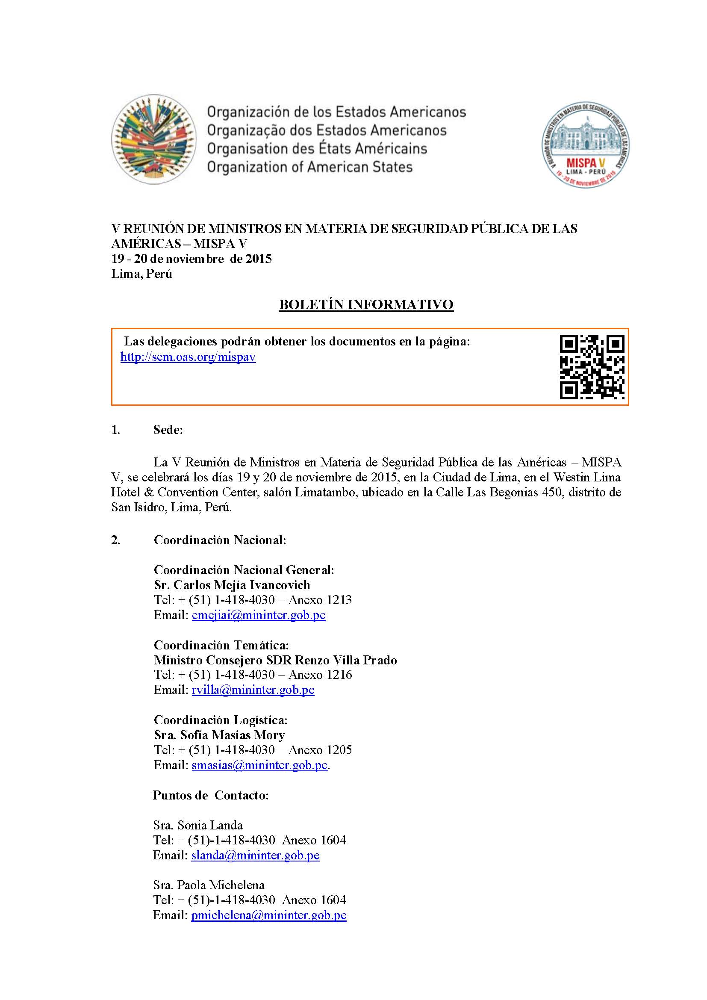 Organización de los Estados Americanos
Organização dos Estados Americanos
Organisation des États Américains
Organization of American States
V REUNIÓN DE MINISTROS EN MATERIA DE SEGURIDAD PÚBLICA DE LAS AMÉRICAS
MISPA V
LIMA - PERÚ
19 - 20 DE NOVIEMBRE DE 2015
V REUNIÓN DE MINISTROS EN MATERIA DE SEGURIDAD PÚBLICA DE LAS
AMÉRICAS – MISPA V
19 - 20 de noviembre de 2015
Lima, Perú
BOLETÍN INFORMATIVO
Las delegaciones podrán obtener los documentos en la página:
http://scm.oas.org/mispav
1. Sede:
La V Reunión de Ministros en Materia de Seguridad Pública de las Américas – MISPA
V, se celebrará los días 19 y 20 de noviembre de 2015, en la Ciudad de Lima, en el Westin Lima
Hotel & Convention Center, salón Limatambo, ubicado en la Calle Las Begonias 450, distrito de
San Isidro, Lima, Perú.
2. Coordinación Nacional:
Coordinación Nacional General:
Sr. Carlos Mejía Ivancovich
Tel: + (51) 1-418-4030 – Anexo 1213
Email: cmejiai@mininter.gob.pe
Coordinación Temática:
Ministro Consejero SDR Renzo Villa Prado
Tel: + (51) 1-418-4030 – Anexo 1216
Email: rvilla@mininter.gob.pe
Coordinación Logística:
Sra. Sofia Masias Mory
Tel: + (51) 1-418-4030 – Anexo 1205
Email: smasias@mininter.gob.pe.
Puntos de Contacto:
Sra. Sonia Landa
Tel: + (51)-1-418-4030 Anexo 1604
Email: slanda@mininter.gob.pe
Sra. Paola Michelena
Tel: + (51)-1-418-4030 Anexo 1604
Email: pmichelena@mininter.gob.pe